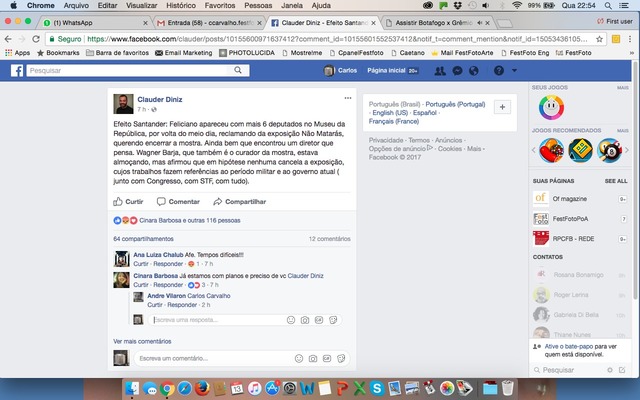 Chrome Arquivo Editar Visualizar Histórico Favoritos Pessoas Janela Ajuda 99% Qua 22:54
(1) WhatsApp
Entrada (58) - carvalho.festf
Clauder Diniz - Efeito Santan
Assistir Botafogo x Grêmio
First user
Seguro https://www.facebook.com/clauder/posts/10155600971637423?comment_id=10155601552537412&notif_t=comment_mention&notif_id=15053436105
Bate papo
Barra de favoritos
Email Marketing
PHOTOLUCIDA
Mostretme
CpanelFestfoto
Caetano
Mail FestFotoArte
FestFoto Eng
FestFoto
Pesquisar
Carlos
Página inicial 20+
Clauder Diniz
7 h
Efeito Santander: Feliciano apareceu com mais 6 deputados no Museu da
República, por volta do meio dia, reclamando da exposição Não Matarás,
querendo encerrar a mostra. Ainda bem que encontrou um diretor que
pensa. Wagner Barja, que também é o curador da mostra, estava
almoçando, mas afirmou que em hipótese nenhuma cancela a exposição,
cujos trabalhos fazem referências ao período militar e ao governo atual (
junto com Congresso, com STF, com tudo).
Curtir Comentar Compartilhar
Cinara Barbosa e outras 116 pessoas
64 compartilhamentos 12 comentários
Ana Luiza Chalub Afe. Tempos difíceis!!!
Curtir · Responder · 1 · 7 h
Cinara Barbosa Já estamos com planos e preciso de vc Clauder Diniz
Curtir · Responder · 3 · 7 h
Andre Vilaron Carlos Carvalho
Curtir · Responder · 2 h
Escreva uma resposta...
Ver mais comentários
Escreva um comentário...
Português (Brasil) · Português (Portugal)
· English (US) · Español ·
Français (France)
Privacidade · Termos · Anúncios ·
Opções de anúncio · Cookies · Mais ·
Facebook © 2017
SEUS JOGOS MAIS
JOGOS RECOMENDADOS MAIS
SUAS PÁGINAS SEE ALL
Of magazine 9+
FestFotoPoA 7
RPCFB - REDE 9+
CONTATOS
Rosana Bonamigo
Roger Lerina
Gabriela Di Bella
Thiane Nunes
Ative o bate-papo para ver
quem está disponível.
Pesquisar